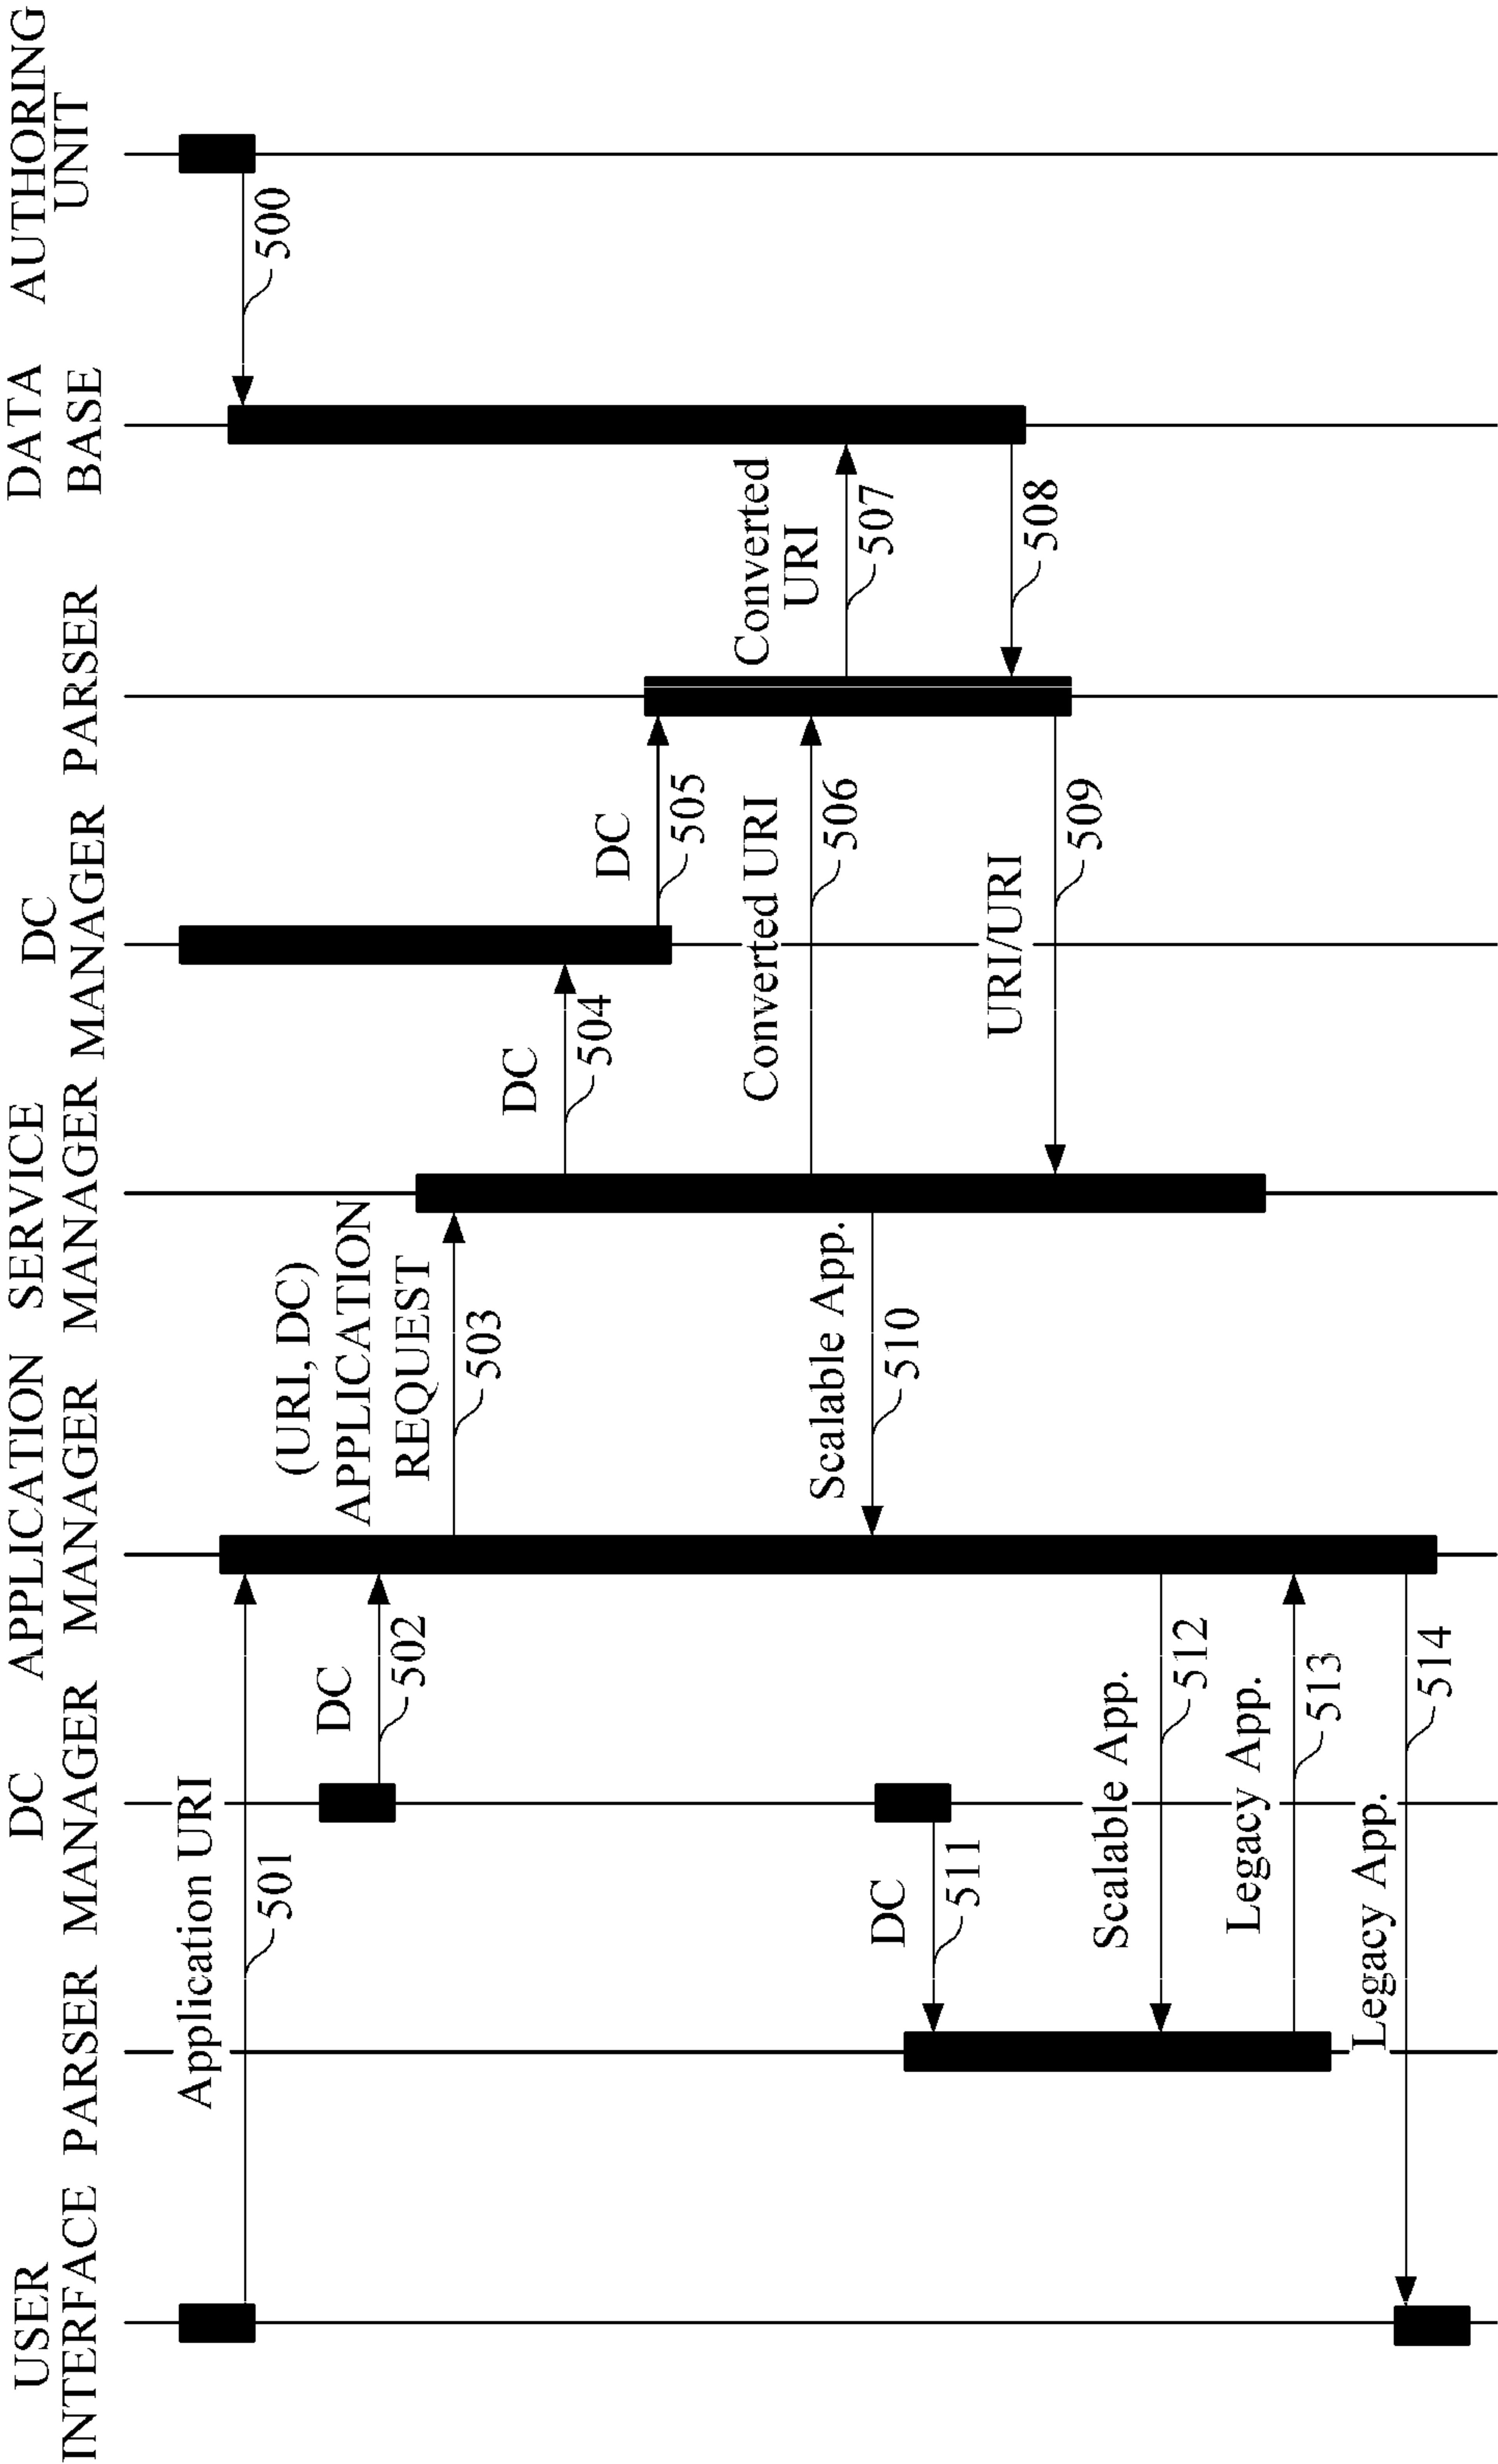 USER
INTERFACE
PARSER
DC
MANAGER
APPLICATION
MANAGER
SERVICE
MANAGER
DC
MANAGER
PARSER
DATA
BASE
AUTHORING
UNIT
500
Application URI
501
DC
502
(URI, DC)
APPLICATION
REQUEST
503
DC
504
DC
505
Converted URI
506
Converted
URI
507
508
URI/URI
509
Scalable App.
510
DC
511
Scalable App.
512
Legacy App.
513
Legacy App.
514